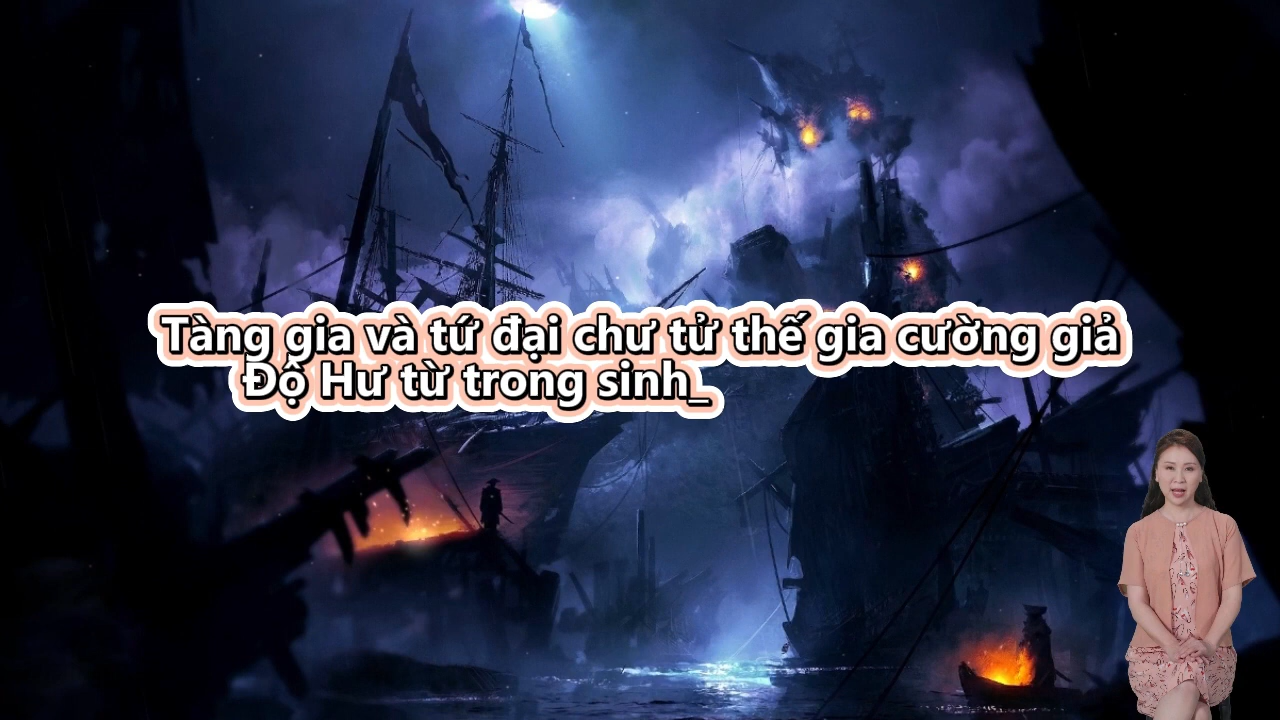 Tàng gia và tứ đại chư tử thế gia cường giả
Độ Hư từ trong sinh_